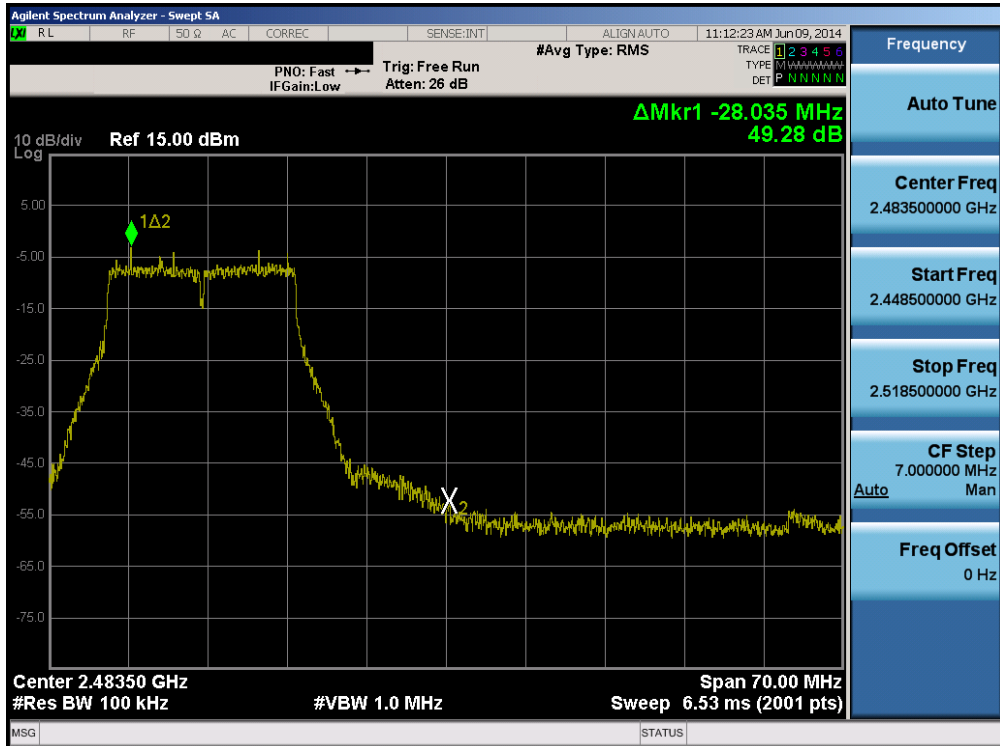 Agilent Spectrum Analyzer - Swept SA
LXI RL RF 50 Ω AC CORREC SENSE:INT ALIGN AUTO 11:12:23 AM Jun 09, 2014
#Avg Type: RMS TRACE 1 2 3 4 5 6
PNO: Fast Trig: Free Run TYPE M WWWWW
IFGain:Low Atten: 26 dB DET P N N N N N
ΔMkr1 -28.035 MHz
49.28 dB
10 dB/div Ref 15.00 dBm
Log
5.00
1Δ2
-5.00
-15.0
-25.0
-35.0
-45.0
X2
-55.0
-65.0
-75.0
Center 2.48350 GHz Span 70.00 MHz
#Res BW 100 kHz #VBW 1.0 MHz Sweep 6.53 ms (2001 pts)
MSG STATUS
Frequency
Auto Tune
Center Freq
2.483500000 GHz
Start Freq
2.448500000 GHz
Stop Freq
2.518500000 GHz
CF Step
7.000000 MHz
Auto Man
Freq Offset
0 Hz